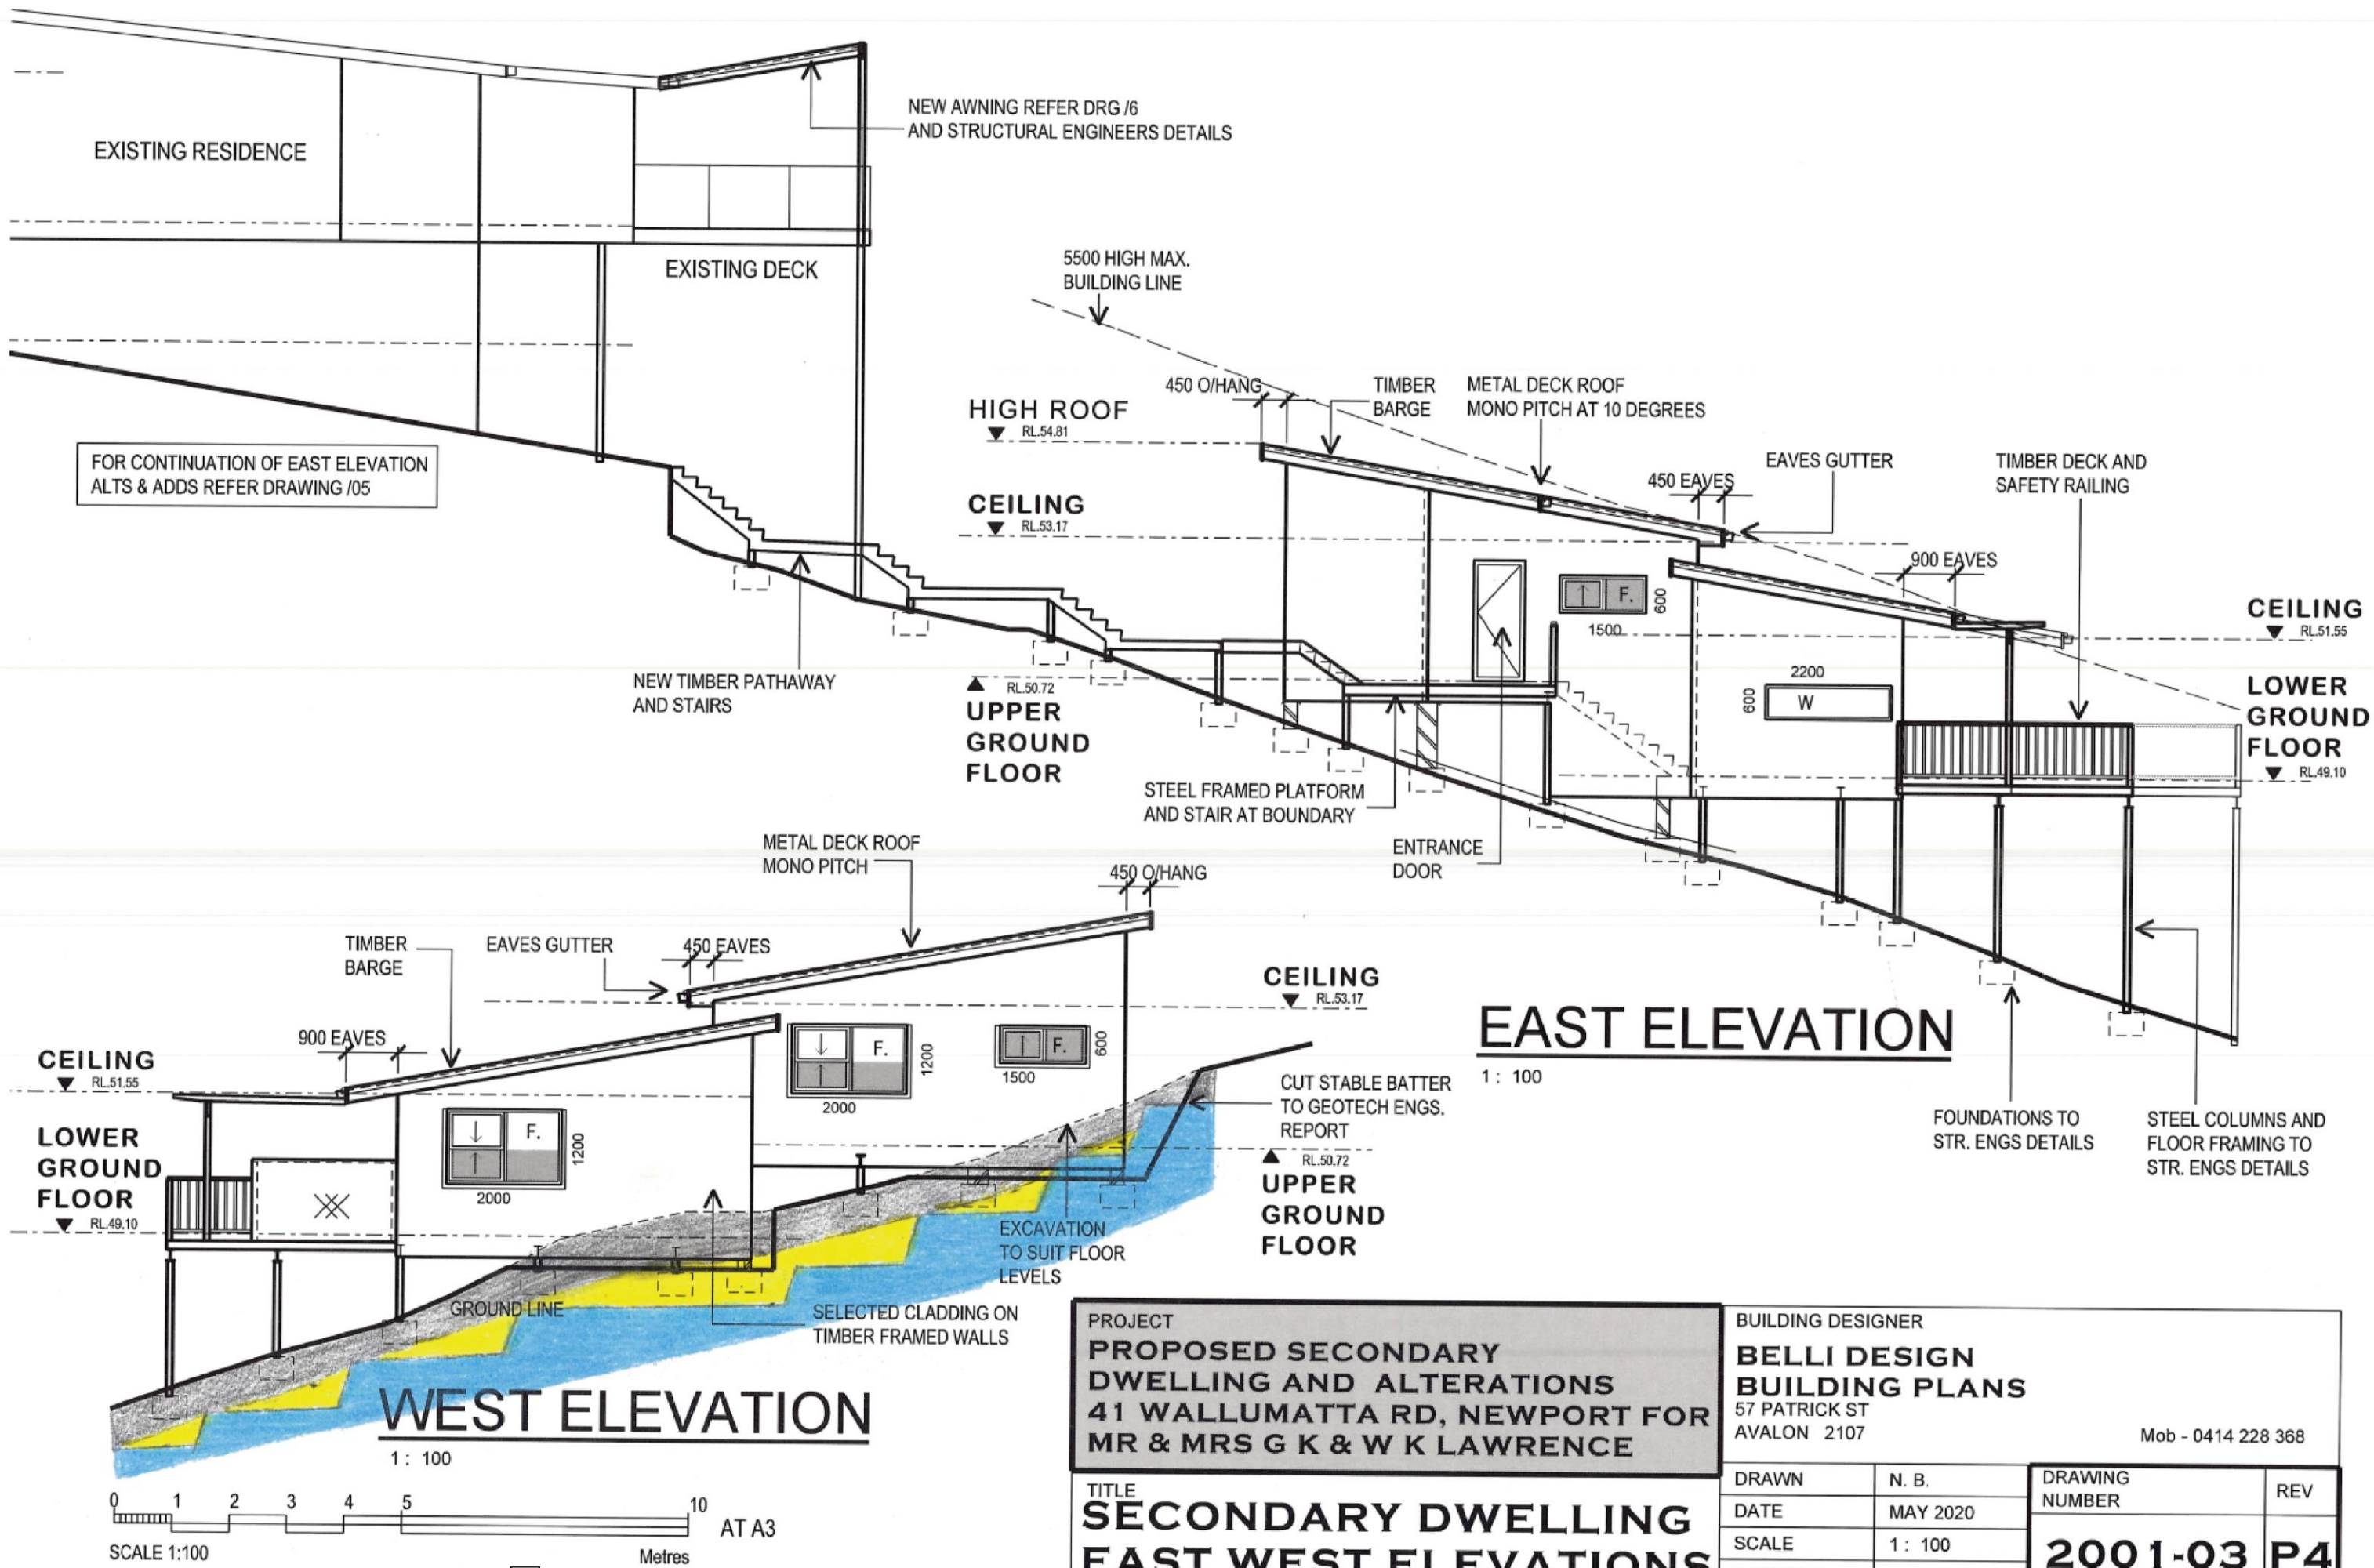 EXISTING RESIDENCE
NEW AWNING REFER DRG /6
AND STRUCTURAL ENGINEERS DETAILS
EXISTING DECK
FOR CONTINUATION OF EAST ELEVATION
ALTS & ADDS REFER DRAWING /05
NEW TIMBER PATHAWAY
AND STAIRS
5500 HIGH MAX.
BUILDING LINE
450 O/HANG
TIMBER
BARGE
METAL DECK ROOF
MONO PITCH AT 10 DEGREES
HIGH ROOF
RL.54.81
CEILING
RL.53.17
450 EAVES
EAVES GUTTER
TIMBER DECK AND
SAFETY RAILING
900 EAVES
F.
600
1500
CEILING
RL.51.55
2200
600
W
LOWER
GROUND
FLOOR
RL.49.10
RL.50.72
UPPER
GROUND
FLOOR
STEEL FRAMED PLATFORM
AND STAIR AT BOUNDARY
ENTRANCE
DOOR
EAST ELEVATION
1 : 100
FOUNDATIONS TO
STR. ENGS DETAILS
STEEL COLUMNS AND
FLOOR FRAMING TO
STR. ENGS DETAILS
METAL DECK ROOF
MONO PITCH
450 O/HANG
TIMBER
BARGE
EAVES GUTTER
450 EAVES
900 EAVES
CEILING
RL.53.17
CEILING
RL.51.55
F.
1200
2000
F.
600
1500
F.
1200
2000
LOWER
GROUND
FLOOR
RL.49.10
CUT STABLE BATTER
TO GEOTECH ENGS.
REPORT
RL.50.72
UPPER
GROUND
FLOOR
EXCAVATION
TO SUIT FLOOR
LEVELS
GROUND LINE
SELECTED CLADDING ON
TIMBER FRAMED WALLS
WEST ELEVATION
1 : 100
0 1 2 3 4 5 10
AT A3
SCALE 1:100
Metres
PROJECT
PROPOSED SECONDARY
DWELLING AND ALTERATIONS
41 WALLUMATTA RD, NEWPORT FOR
MR & MRS G K & W K LAWRENCE
TITLE
SECONDARY DWELLING
EAST WEST ELEVATIONS
BUILDING DESIGNER
BELLI DESIGN
BUILDING PLANS
57 PATRICK ST
AVALON 2107
Mob - 0414 228 368
DRAWN N. B.
DATE MAY 2020
SCALE 1 : 100
DRAWING
NUMBER
REV
2001-03 P4